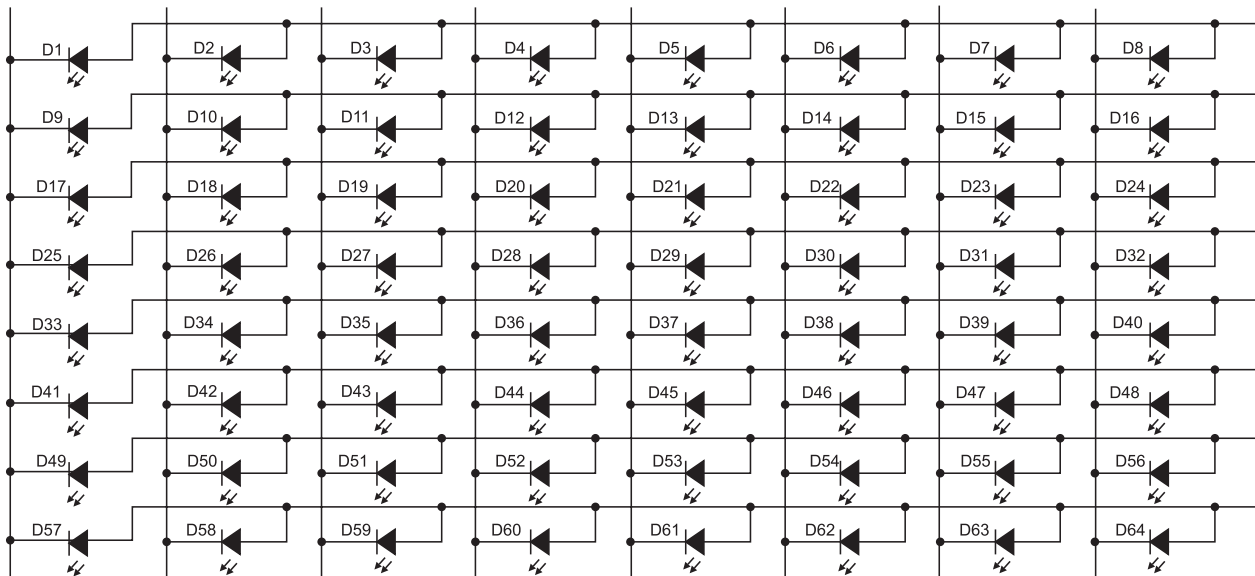 D1 D2 D3 D4 D5 D6 D7 D8
D9 D10 D11 D12 D13 D14 D15 D16
D17 D18 D19 D20 D21 D22 D23 D24
D25 D26 D27 D28 D29 D30 D31 D32
D33 D34 D35 D36 D37 D38 D39 D40
D41 D42 D43 D44 D45 D46 D47 D48
D49 D50 D51 D52 D53 D54 D55 D56
D57 D58 D59 D60 D61 D62 D63 D64